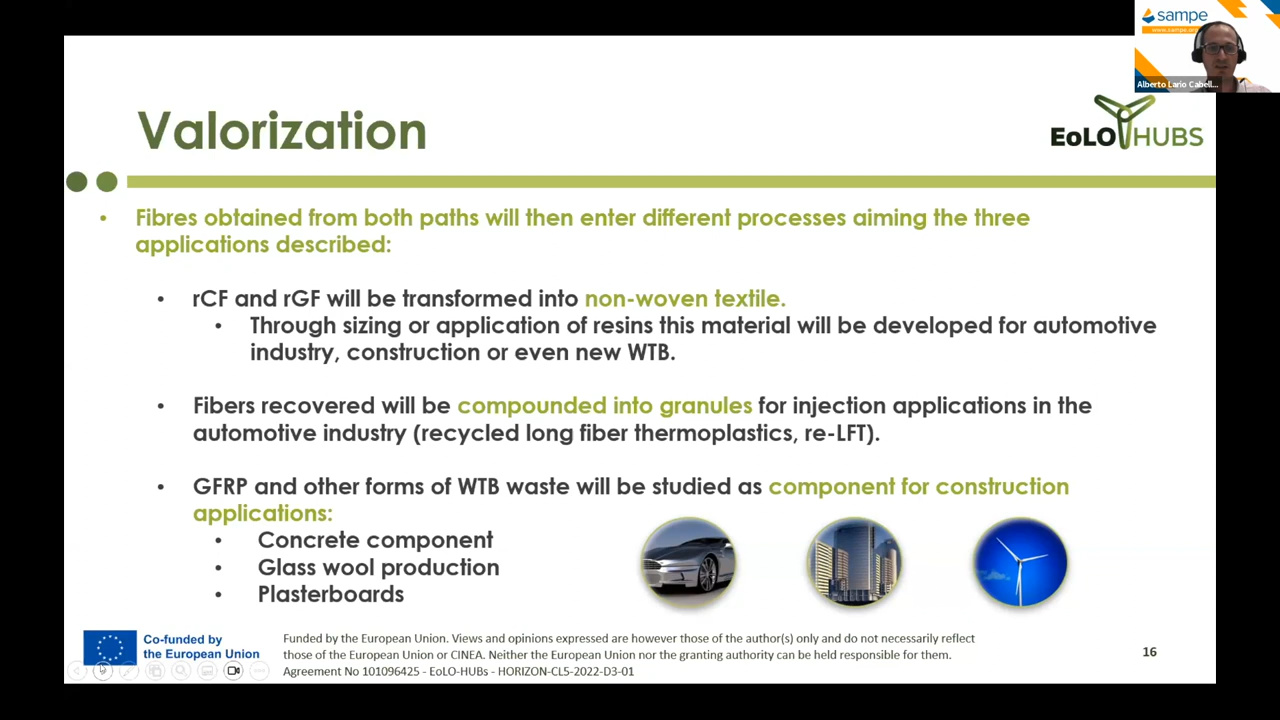 sampe
Alberto Lario Cabell...
Valorization
EoLO HUBS
• Fibres obtained from both paths will then enter different processes aiming the three
applications described:
• rCF and rGF will be transformed into non-woven textile.
• Through sizing or application of resins this material will be developed for automotive
industry, construction or even new WTB.
• Fibers recovered will be compounded into granules for injection applications in the
automotive industry (recycled long fiber thermoplastics, re-LFT).
• GFRP and other forms of WTB waste will be studied as component for construction
applications:
• Concrete component
• Glass wool production
• Plasterboards
Co-funded by
the European Union
Funded by the European Union. Views and opinions expressed are however those of the author(s) only and do not necessarily reflect
those of the European Union or CINEA. Neither the European Union nor the granting authority can be held responsible for them.
Agreement No 101096425 - EoLO-HUBs - HORIZON-CL5-2022-D3-01
16